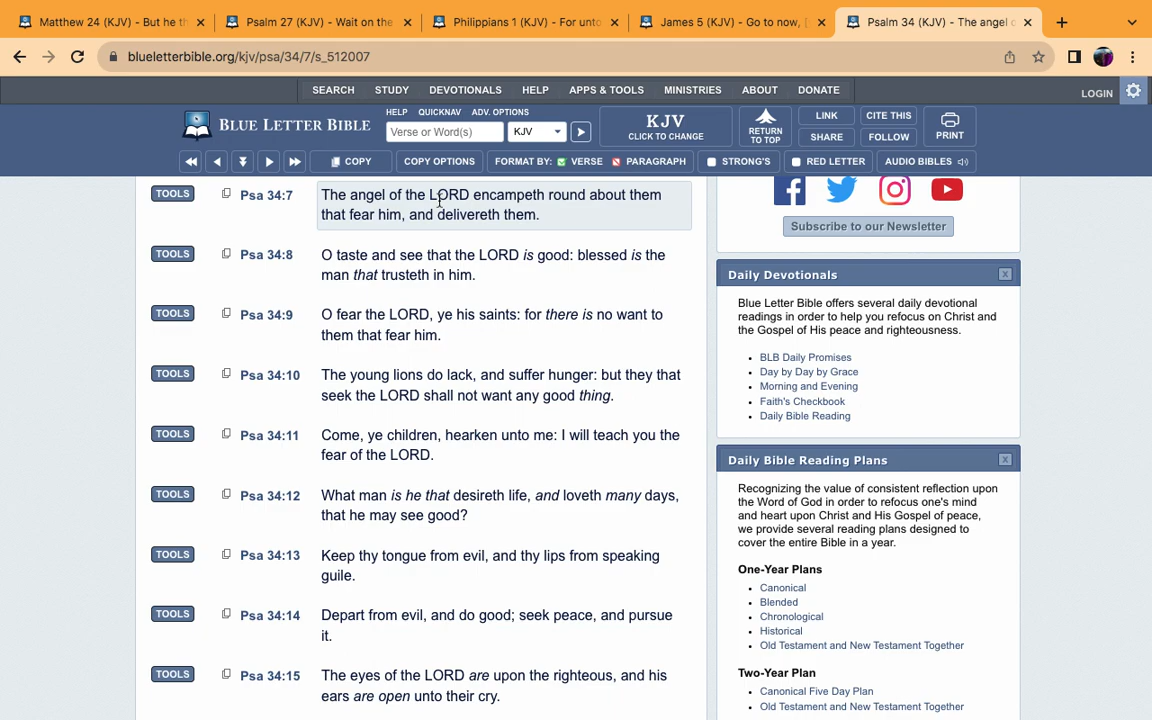 Matthew 24 (KJV) - But he th
Psalm 27 (KJV) - Wait on the
Philippians 1 (KJV) - For unto
James 5 (KJV) - Go to now,
Psalm 34 (KJV) - The angel o
blueletterbible.org/kjv/psa/34/7/s_512007
SEARCH STUDY DEVOTIONALS HELP APPS & TOOLS MINISTRIES ABOUT DONATE LOGIN
BLUE LETTER BIBLE
HELP QUICKNAV ADV. OPTIONS
Verse or Word(s) KJV
KJV
CLICK TO CHANGE
RETURN
TO TOP
LINK CITE THIS
SHARE FOLLOW
PRINT
COPY COPY OPTIONS FORMAT BY: VERSE PARAGRAPH STRONG'S RED LETTER AUDIO BIBLES
TOOLS Psa 34:7 The angel of the LORD encampeth round about them
that fear him, and delivereth them.
TOOLS Psa 34:8 O taste and see that the LORD is good: blessed is the
man that trusteth in him.
TOOLS Psa 34:9 O fear the LORD, ye his saints: for there is no want to
them that fear him.
TOOLS Psa 34:10 The young lions do lack, and suffer hunger: but they that
seek the LORD shall not want any good thing.
TOOLS Psa 34:11 Come, ye children, hearken unto me: I will teach you the
fear of the LORD.
TOOLS Psa 34:12 What man is he that desireth life, and loveth many days,
that he may see good?
TOOLS Psa 34:13 Keep thy tongue from evil, and thy lips from speaking
guile.
TOOLS Psa 34:14 Depart from evil, and do good; seek peace, and pursue
it.
TOOLS Psa 34:15 The eyes of the LORD are upon the righteous, and his
ears are open unto their cry.
Subscribe to our Newsletter
Daily Devotionals x
Blue Letter Bible offers several daily devotional
readings in order to help you refocus on Christ and
the Gospel of His peace and righteousness.
BLB Daily Promises
Day by Day by Grace
Morning and Evening
Faith's Checkbook
Daily Bible Reading
Daily Bible Reading Plans x
Recognizing the value of consistent reflection upon
the Word of God in order to refocus one's mind
and heart upon Christ and His Gospel of peace,
we provide several reading plans designed to
cover the entire Bible in a year.
One-Year Plans
Canonical
Blended
Chronological
Historical
Old Testament and New Testament Together
Two-Year Plan
Canonical Five Day Plan
Old Testament and New Testament Together